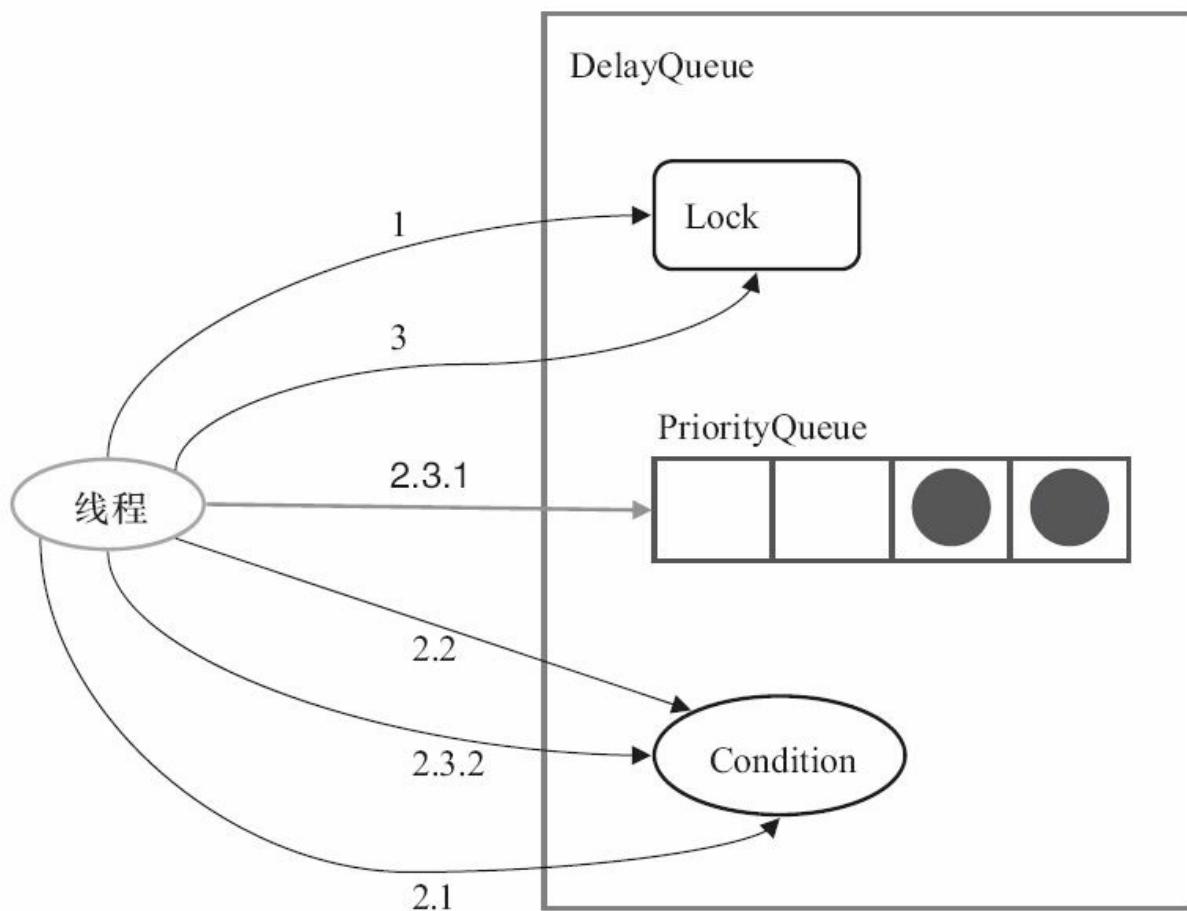 DelayQueue
1
Lock
3
PriorityQueue
2.3.1
线程
2.2
2.3.2
Condition
2.1